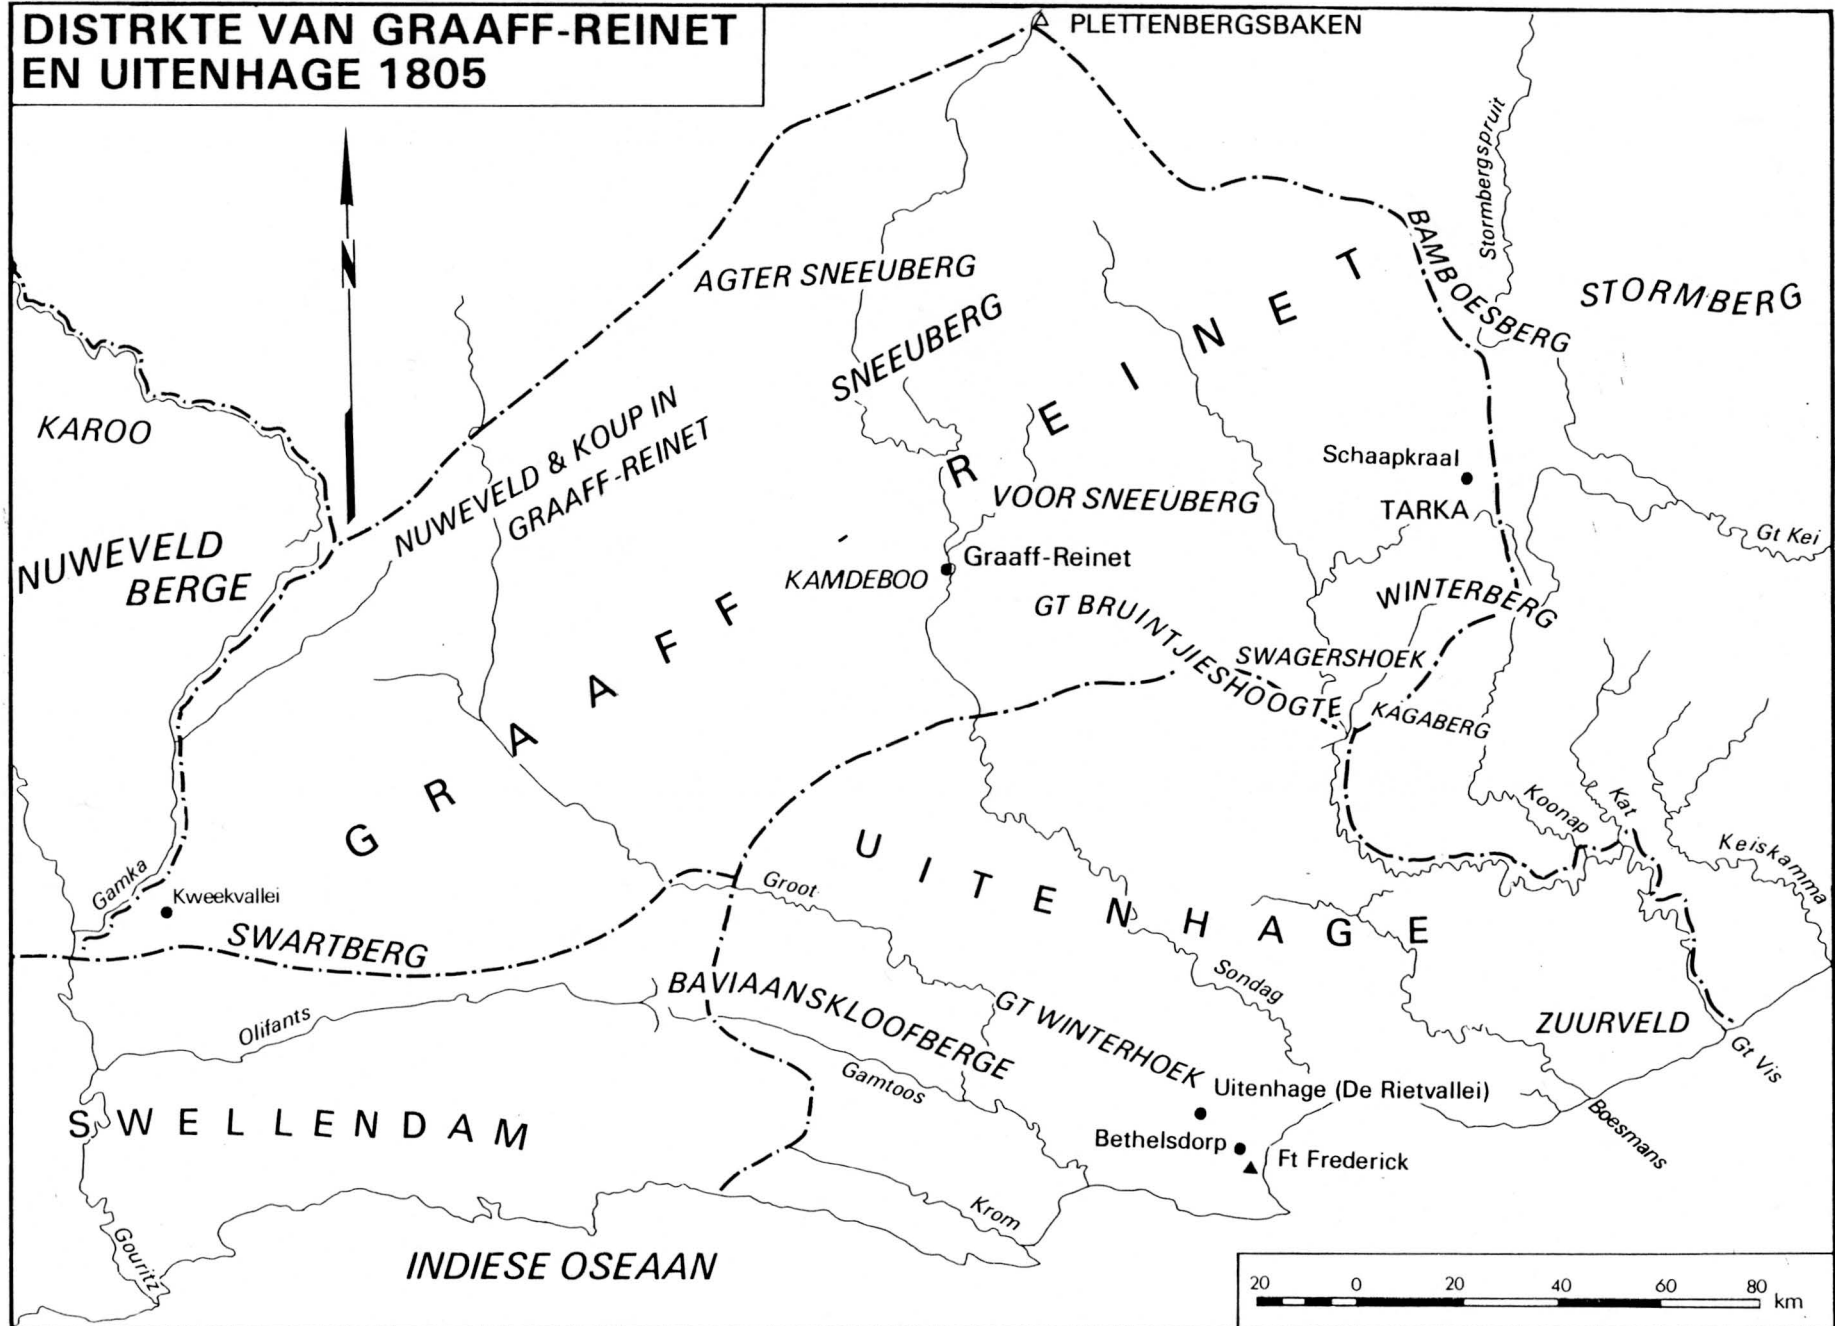 DISTRKTE VAN GRAAFF-REINET
EN UITENHAGE 1805
PLETTENBERGSBAKEN
N
Stormbergspruit
BAMBOESBERG
STORMBERG
AGTER SNEEUBERG
SNEEUBERG
KAROO
NUWEVELD & KOUP IN
GRAAFF-REINET
NUWEVELD
BERGE
GRAAFF REINET
VOOR SNEEUBERG
Schaapkraal
TARKA
Gt Kei
Graaff-Reinet
KAMDEBOO
GT BRUINTJIESHOOGTE
WINTERBERG
SWAGERSHOEK
KAGABERG
Koonap
Kat
Keiskamma
Gamka
Kweekvallei
SWARTBERG
Groot
UITENHAGE
Sondag
Olifants
BAVIAANSKLOOFBERGE
GT WINTERHOEK
ZUURVELD
Gt Vis
Gamtoos
Uitenhage (De Rietvallei)
Boesmans
SWELLENDAM
Bethelsdorp
Ft Frederick
Krom
Gouritz
INDIESE OSEAAN
20 0 20 40 60 80 km